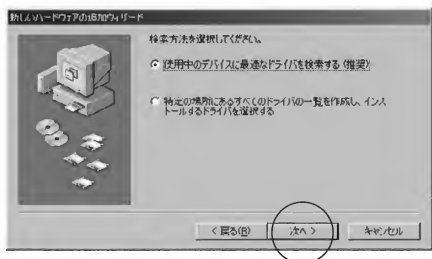 新しいハードウェアの追加ウィザード
検索方法を選択してください。
使用中のデバイスに最適なドライバを検索する (推奨)
特定の場所にあるすべてのドライバの一覧を作成し、インス
トールするドライバを選択する
< 戻る(B)
次へ >
キャンセル